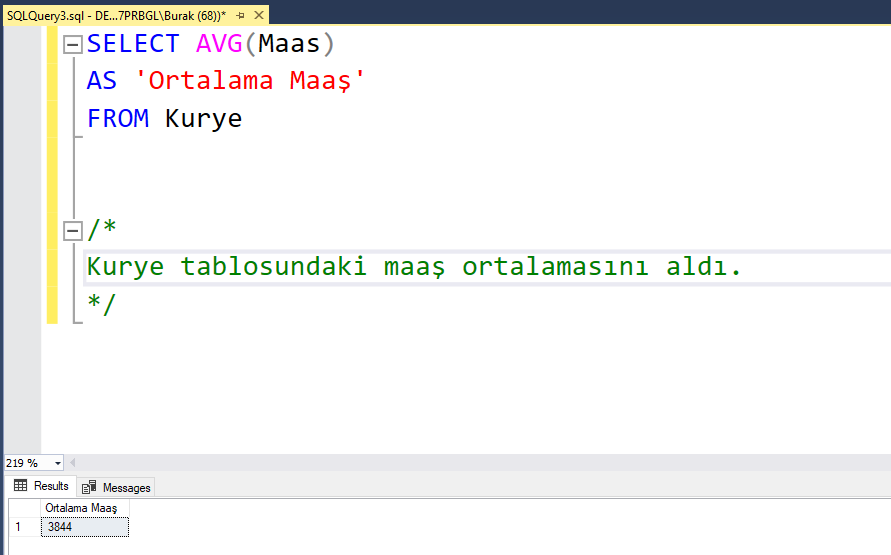 SQLQuery3.sql - DE...7PRBGL\Burak (68))*
SELECT AVG(Maas)
AS 'Ortalama Maaş'
FROM Kurye
/*
Kurye tablosundaki maaş ortalamasını aldı.
*/
219 %
Results Messages
Ortalama Maaş
1 3844